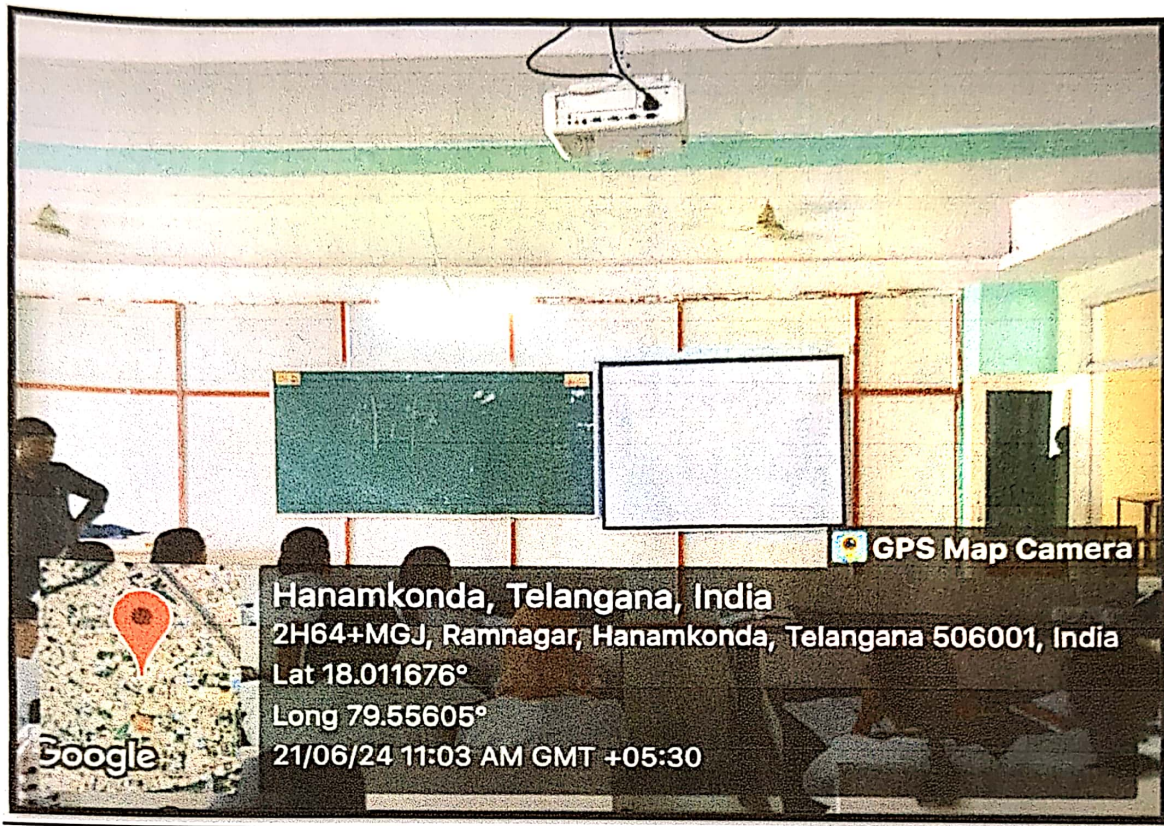 GPS Map Camera
Hanamkonda, Telangana, India
2H64+MGJ, Ramnagar, Hanamkonda, Telangana 506001, India
Lat 18.011676°
Long 79.55605°
21/06/24 11:03 AM GMT +05:30
Google